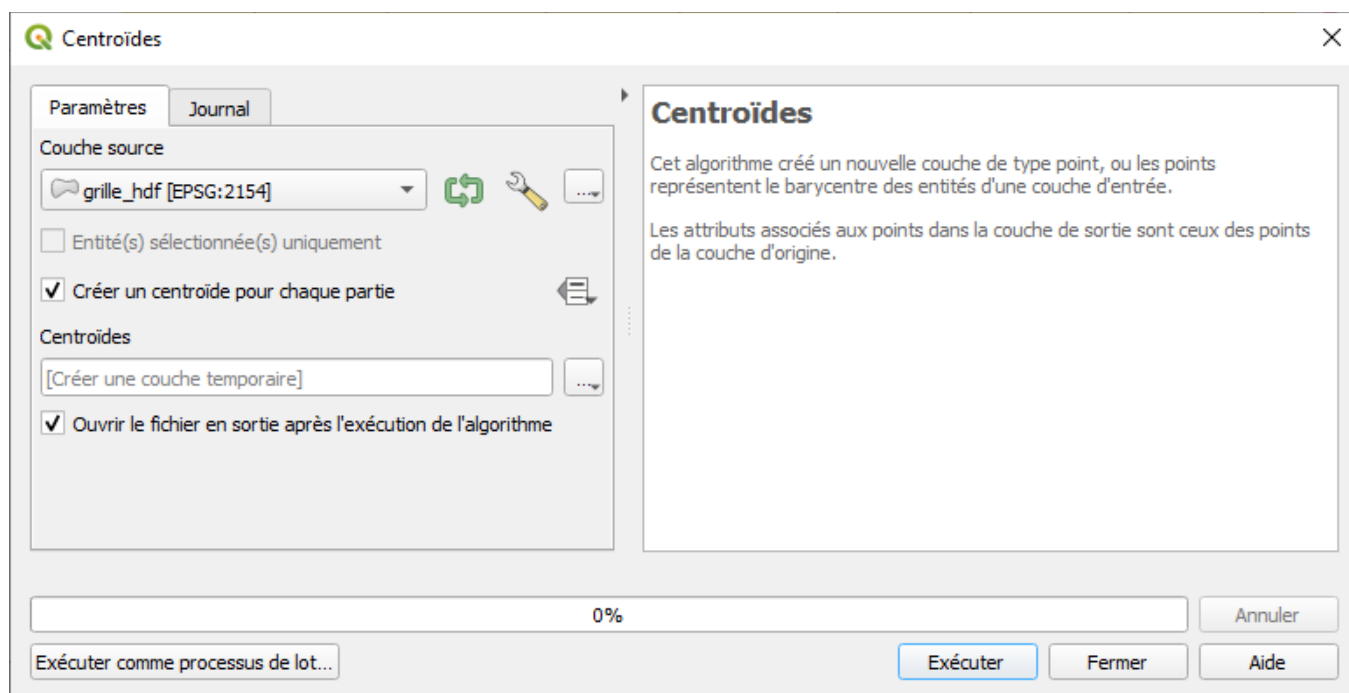 Centroïdes
Paramètres
Journal
Couche source
grille_hdf [EPSG:2154]
...
Entité(s) sélectionnée(s) uniquement
Créer un centroïde pour chaque partie
Centroïdes
[Créer une couche temporaire]
...
Ouvrir le fichier en sortie après l'exécution de l'algorithme
Centroïdes
Cet algorithme créé un nouvelle couche de type point, ou les points
représentent le barycentre des entités d'une couche d'entrée.
Les attributs associés aux points dans la couche de sortie sont ceux des points
de la couche d'origine.
0%
Annuler
Exécuter comme processus de lot...
Exécuter
Fermer
Aide